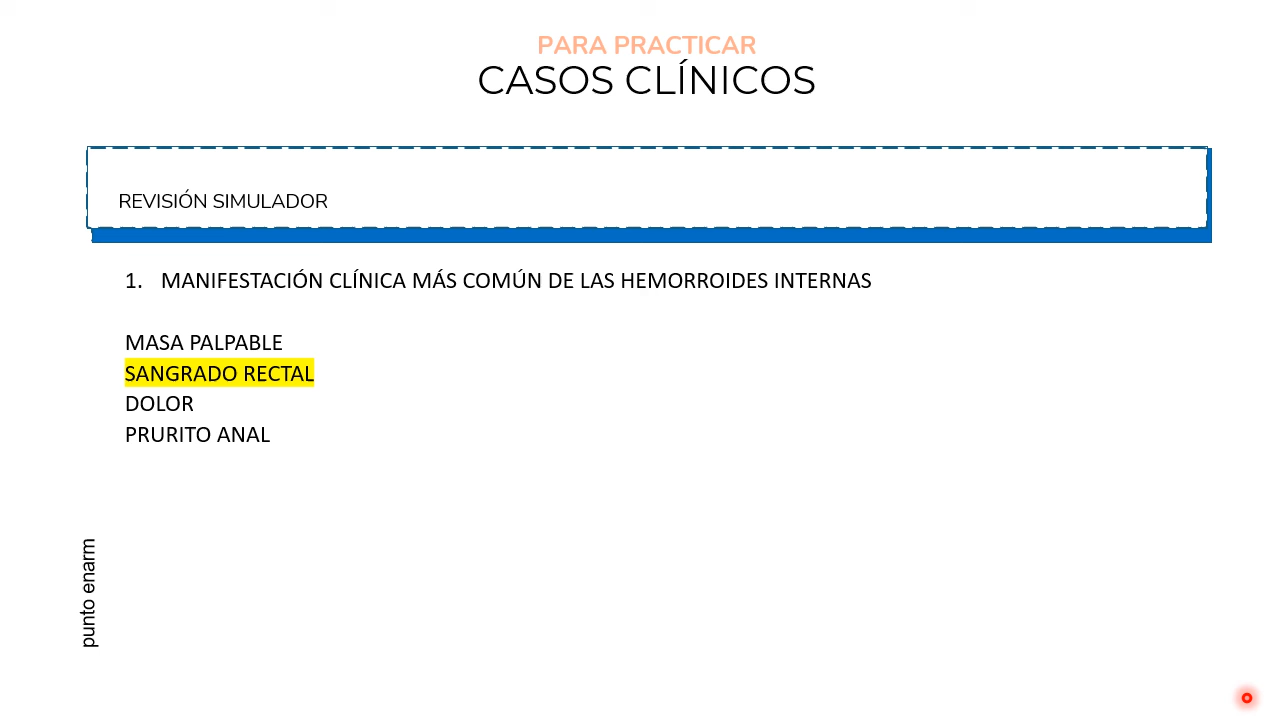 PARA PRACTICAR
CASOS CLÍNICOS
REVISIÓN SIMULADOR
1. MANIFESTACIÓN CLÍNICA MÁS COMÚN DE LAS HEMORROIDES INTERNAS
MASA PALPABLE
SANGRADO RECTAL
DOLOR
PRURITO ANAL
punto enarm